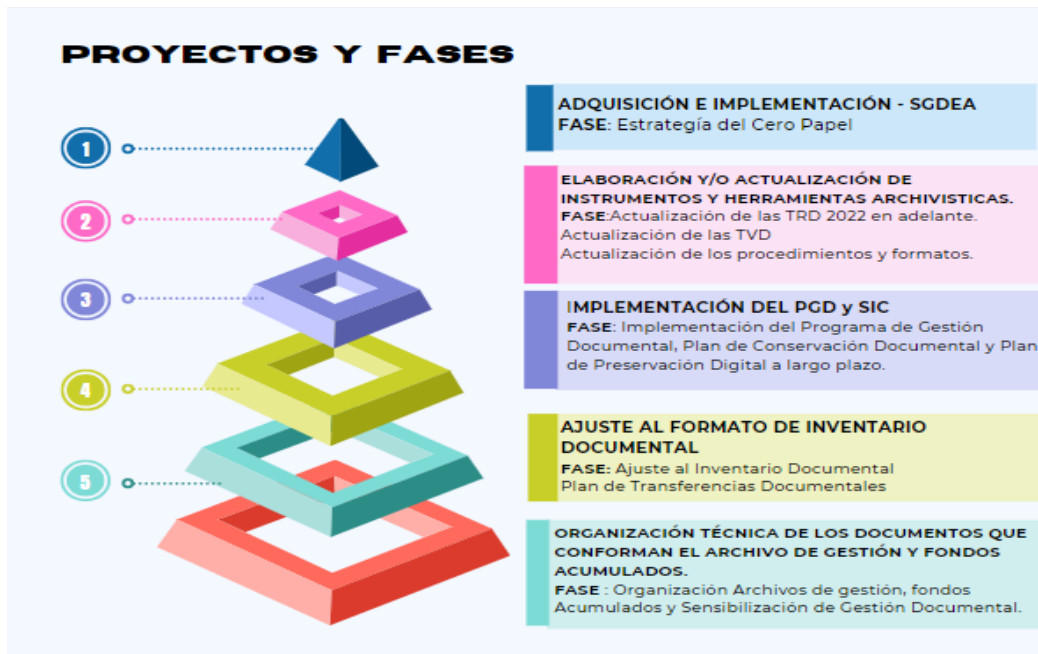 PROYECTOS Y FASES
1
ADQUISICIÓN E IMPLEMENTACIÓN - SGDEA
FASE: Estrategía del Cero Papel
2
ELABORACIÓN Y/O ACTUALIZACIÓN DE
INSTRUMENTOS Y HERRAMIENTAS ARCHIVISTICAS.
FASE:Actualización de las TRD 2022 en adelante.
Actualización de las TVD
Actualización de los procedimientos y formatos.
3
IMPLEMENTACIÓN DEL PGD y SIC
FASE: Implementación del Programa de Gestión
Documental, Plan de Conservación Documental y Plan
de Preservación Digital a largo plazo.
4
AJUSTE AL FORMATO DE INVENTARIO
DOCUMENTAL
FASE: Ajuste al Inventario Documental
Plan de Transferencias Documentales
5
ORGANIZACIÓN TÉCNICA DE LOS DOCUMENTOS QUE
CONFORMAN EL ARCHIVO DE GESTIÓN Y FONDOS
ACUMULADOS.
FASE : Organización Archivos de gestión, fondos
Acumulados y Sensibilización de Gestión Documental.